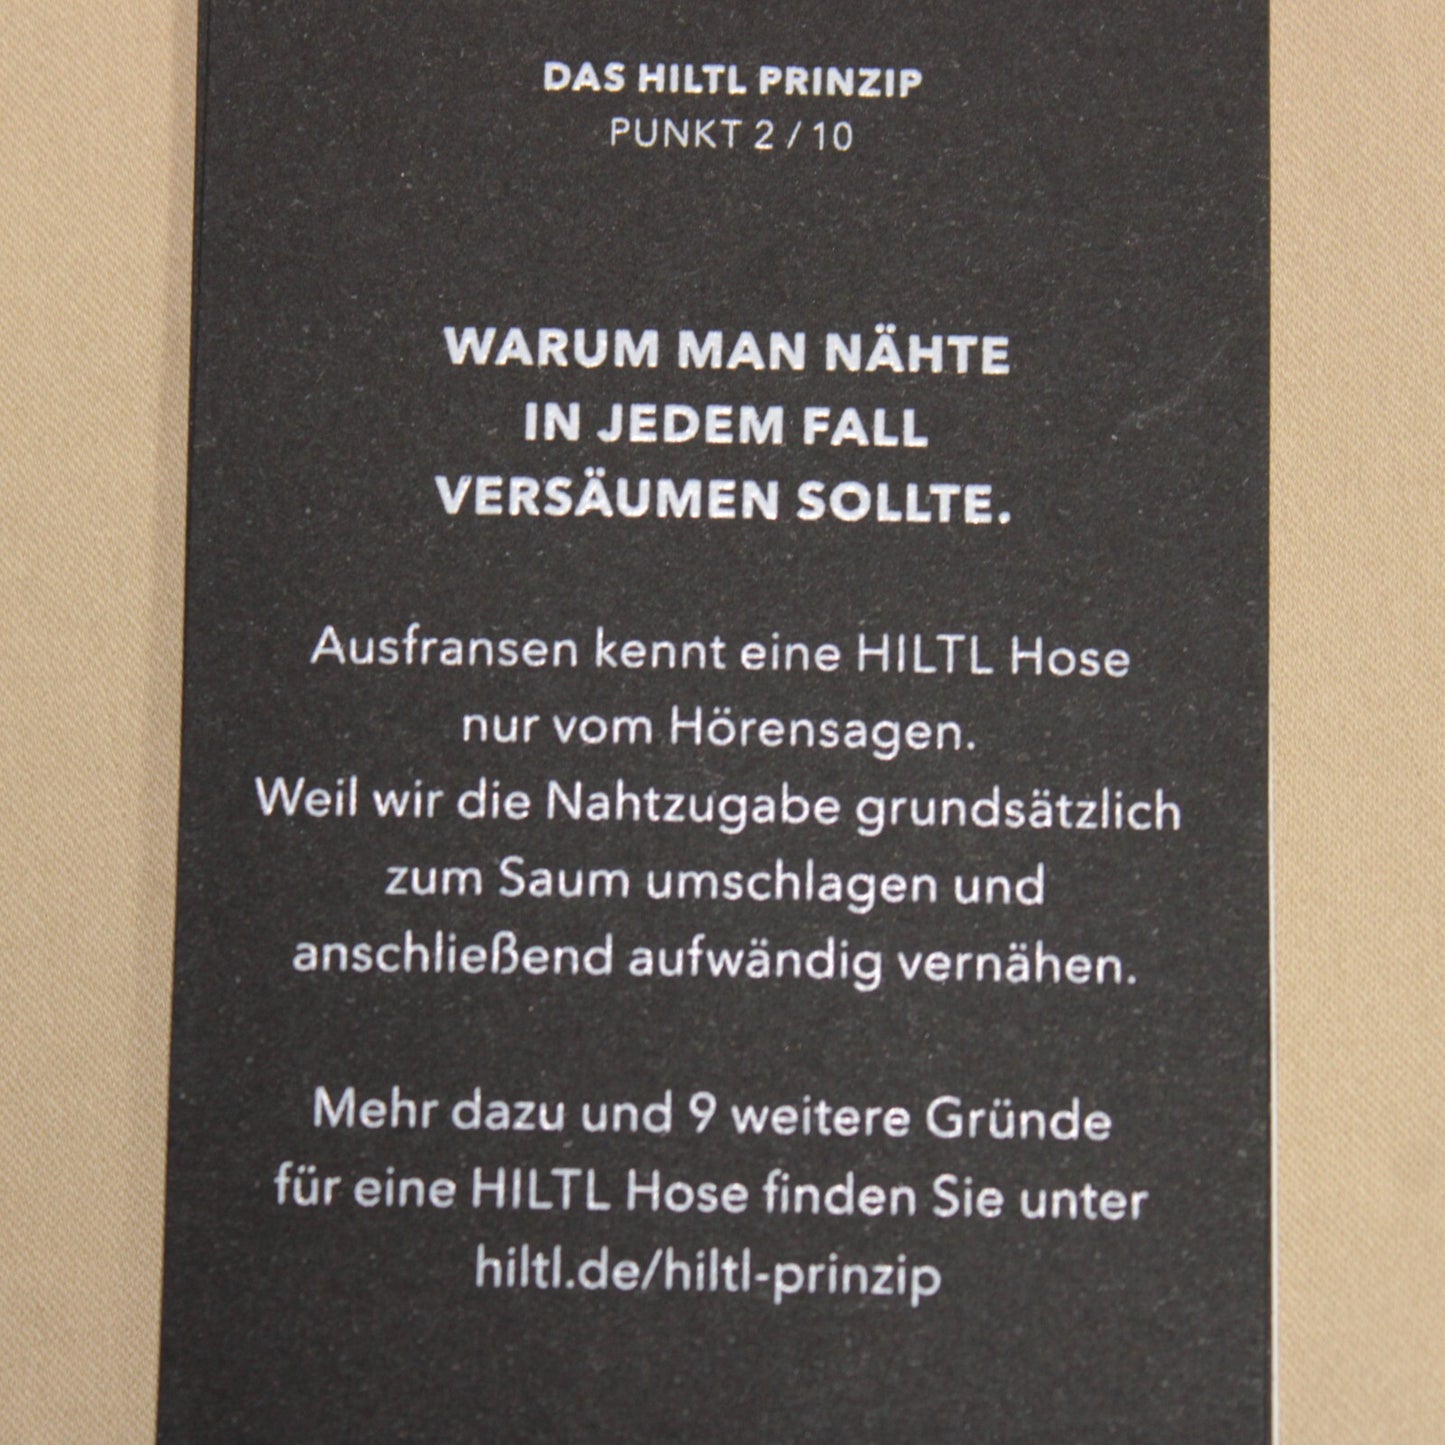 DAS HILTL PRINZIP
PUNKT 2 / 10
WARUM MAN NÄHTE
IN JEDEM FALL
VERSÄUMEN SOLLTE.
Ausfransen kennt eine HILTL Hose
nur vom Hörensagen.
Weil wir die Nahtzugabe grundsätzlich
zum Saum umschlagen und
anschließend aufwändig vernähen.
Mehr dazu und 9 weitere Gründe
für eine HILTL Hose finden Sie unter
hiltl.de/hiltl-prinzip